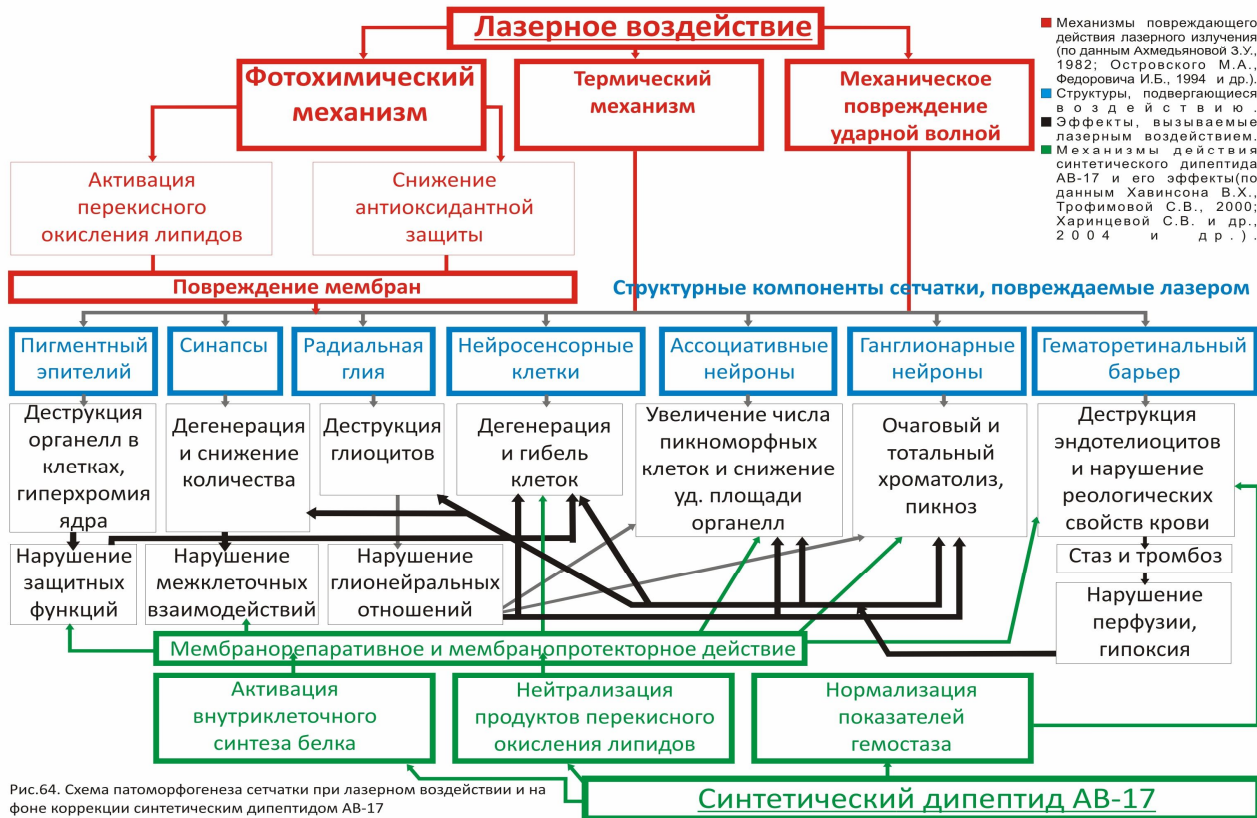 Лазерное воздействие
Фотохимический
механизм
Термический
механизм
Механическое
повреждение
ударной волной
Механизмы повреждающего
действия лазерного излучения
(по данным Ахмедьяновой З.У.,
1982; Островского М.А.,
Федоровича И.Б., 1994 и др.).
Структуры, подвергающиеся
воздействию.
Эффекты, вызываемые
лазерным воздействием.
Механизмы действия
синтетического дипептида
АВ-17 и его эффекты(по
данным Хавинсона В.Х.,
Трофимовой С.В., 2000;
Харинцевой С.В. и др.,
2004 и др.).
Активация
перекисного
окисления липидов
Снижение
антиоксидантной
защиты
Повреждение мембран
Структурные компоненты сетчатки, повреждаемые лазером
Пигментный
эпителий
Синапсы
Радиальная
глия
Нейросенсорные
клетки
Ассоциативные
нейроны
Ганглионарные
нейроны
Гематоретинальный
барьер
Деструкция
органелл в
клетках,
гиперхромия
ядра
Дегенерация
и снижение
количества
Деструкция
глиоцитов
Дегенерация
и гибель
клеток
Увеличение числа
пикноморфных
клеток и снижение
уд. площади
органелл
Очаговый и
тотальный
хроматолиз,
пикноз
Деструкция
эндотелиоцитов
и нарушение
реологических
свойств крови
Нарушение
защитных
функций
Нарушение
межклеточных
взаимодействий
Нарушение
глионейральных
отношений
Стаз и тромбоз
Нарушение
перфузии,
гипоксия
Мембранорепаративное и мембранопротекторное действие
Активация
внутриклеточного
синтеза белка
Нейтрализация
продуктов перекисного
окисления липидов
Нормализация
показателей
гемостаза
Синтетический дипептид АВ-17
Рис.64. Схема патоморфогенеза сетчатки при лазерном воздействии и на
фоне коррекции синтетическим дипептидом АВ-17